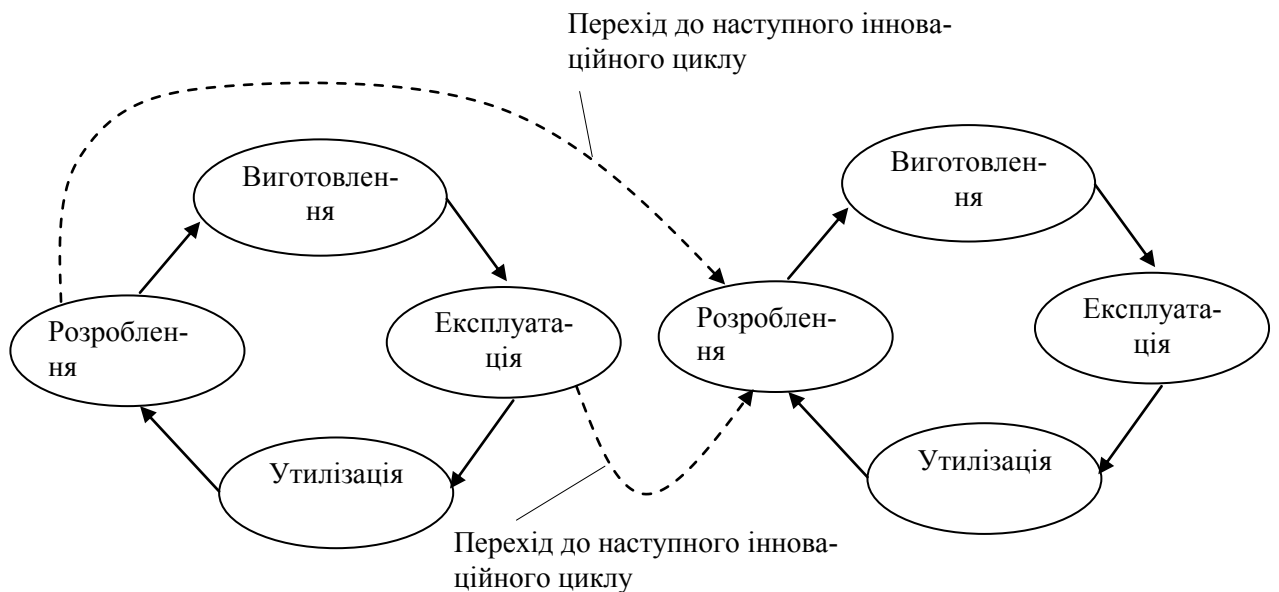 Перехід до наступного іннова-
ційного циклу
Виготовлен-
ня
Виготовлен-
ня
Розроблен-
ня
Експлуата-
ція
Розроблен-
ня
Експлуата-
ція
Утилізація
Утилізація
Перехід до наступного іннова-
ційного циклу